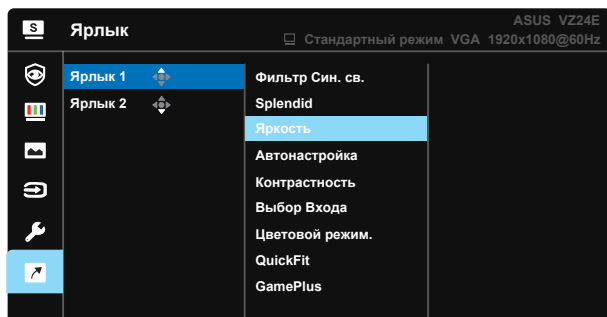 S Ярлык
ASUS VZ24E
Стандартный режим VGA 1920x1080@60Hz
Ярлык 1
Ярлык 2
Фильтр Син. св.
Splendid
Яркость
Автонастройка
Контрастность
Выбор Входа
Цветовой режим.
QuickFit
GamePlus